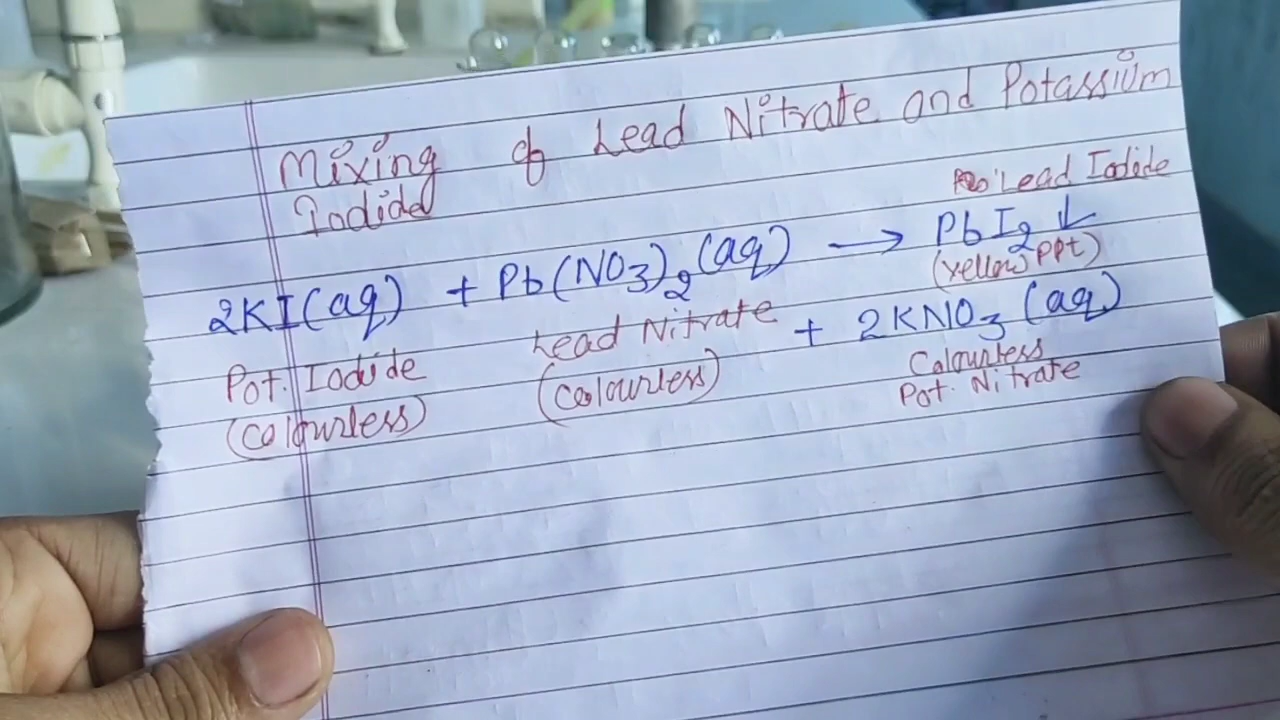 Mixing of Lead Nitrate and Potassium
Iodide
Lead Iodide
2KI(aq) + Pb(NO3)2(aq) → PbI2↓
(Yellow PPt)
+ 2KNO3 (aq)
Pot. Iodide Lead Nitrate Colourless
(Colourless) (Colourless) Pot. Nitrate